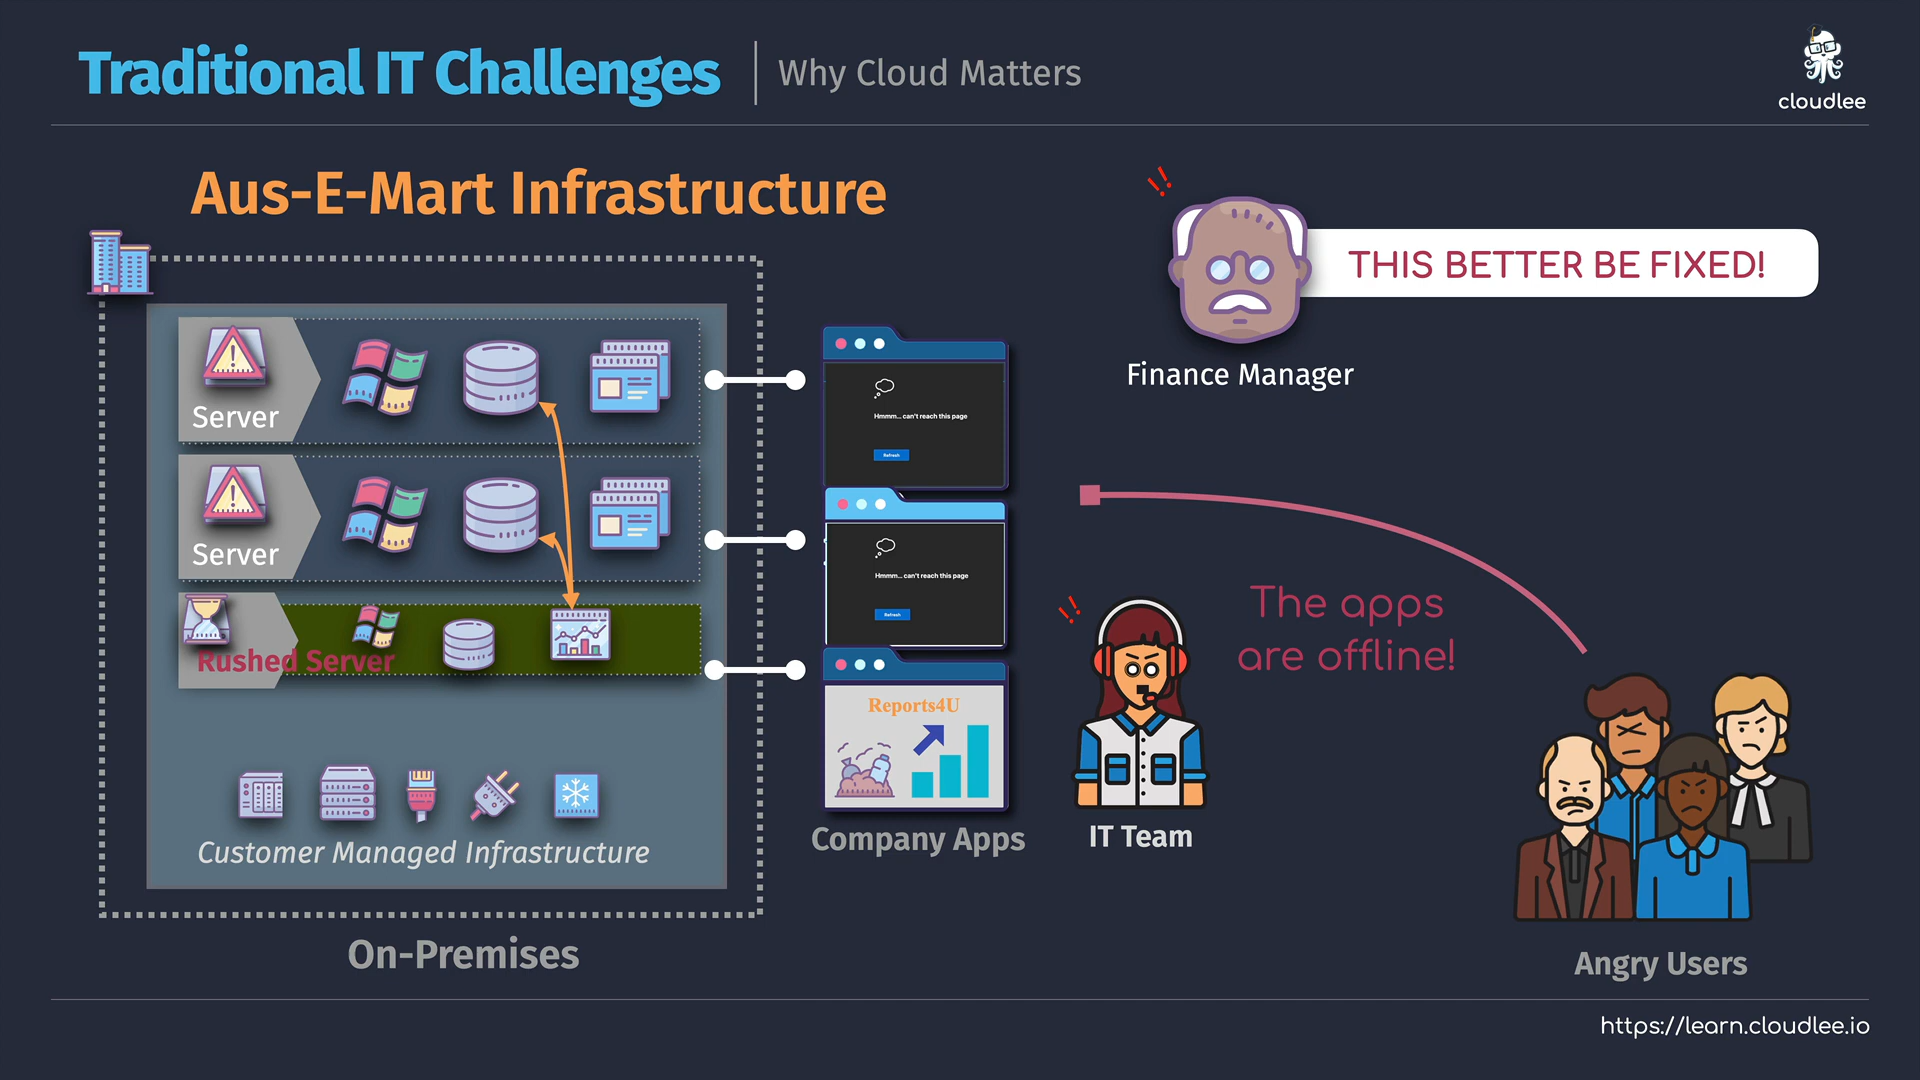 Traditional IT Challenges
Why Cloud Matters
cloudlee
Aus-E-Mart Infrastructure
THIS BETTER BE FIXED!
Finance Manager
Server
Server
Rushed Server
Customer Managed Infrastructure
On-Premises
Hmmm... can't reach this page
Refresh
Hmmm... can't reach this page
Refresh
Reports4U
Company Apps
The apps
are offline!
IT Team
Angry Users
https://learn.cloudlee.io